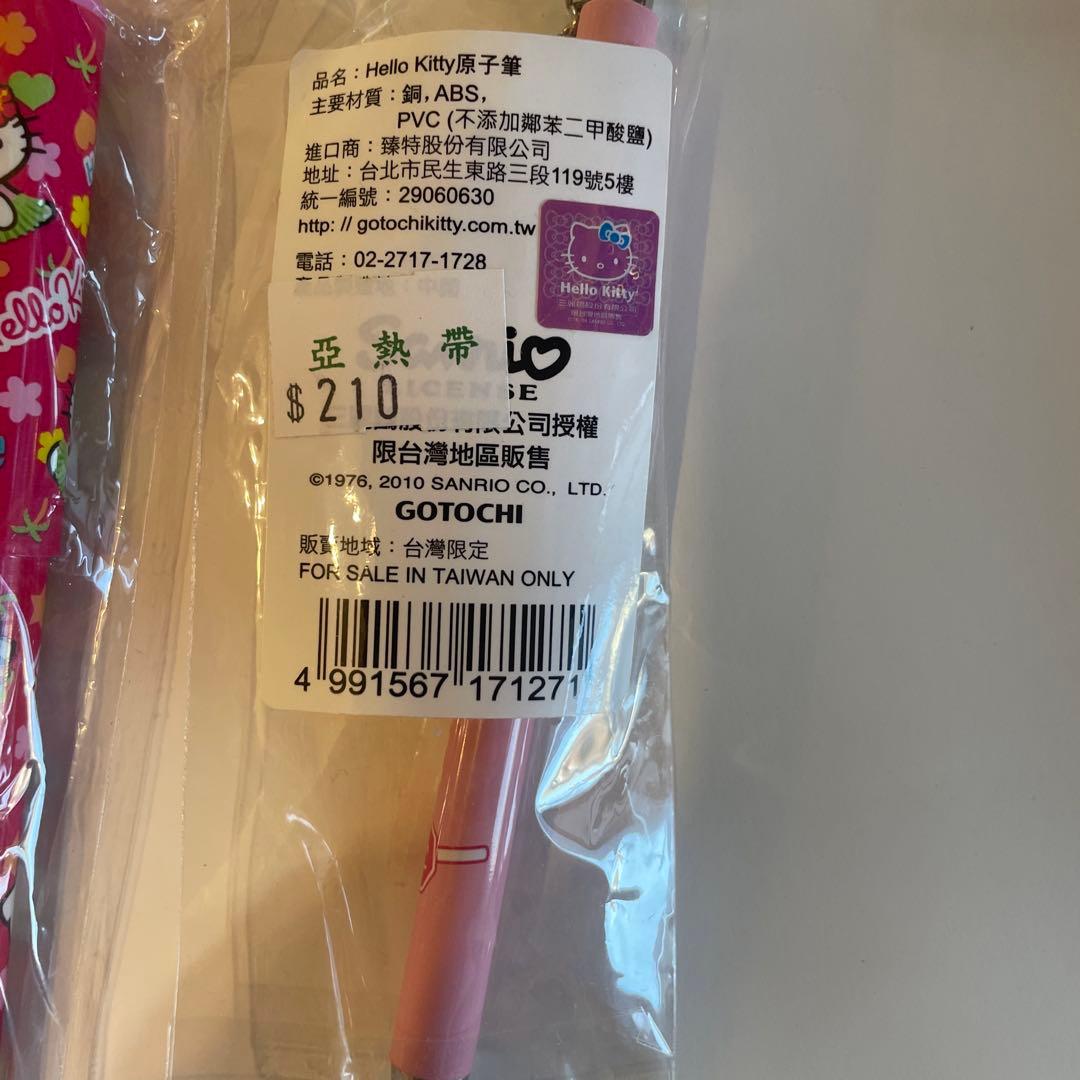 品名：Hello Kitty原子筆
主要材質：銅, ABS,
PVC (不添加鄰苯二甲酸鹽)
進口商：臻特股份有限公司
地址：台北市民生東路三段119號5樓
統一編號：29060630
http: // gotochikitty.com.tw
電話：02-2717-1728
Hello Kitty
亞熱帶
$210
公司授權
限台灣地區販售
©1976, 2010 SANRIO CO., LTD.
GOTOCHI
販賣地域：台灣限定
FOR SALE IN TAIWAN ONLY
4 991567 171271